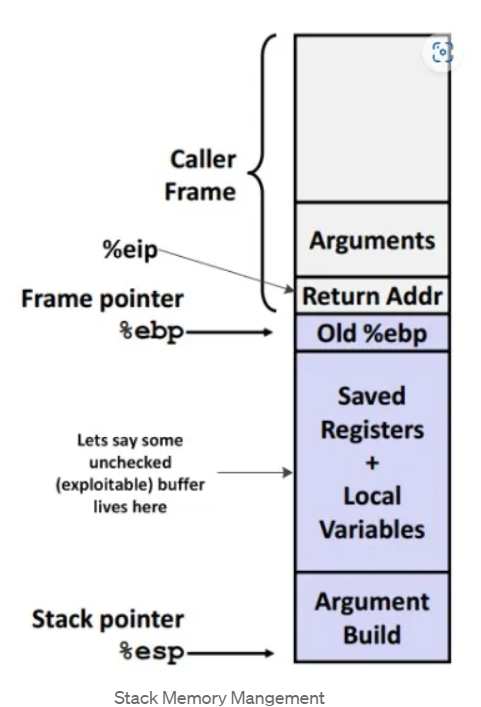 Caller
Frame
Arguments
%eip
Return Addr
Frame pointer
%ebp
Old %ebp
Saved
Registers
+
Local
Variables
Lets say some
unchecked
(exploitable) buffer
lives here
Argument
Build
Stack pointer
%esp
Stack Memory Mangement